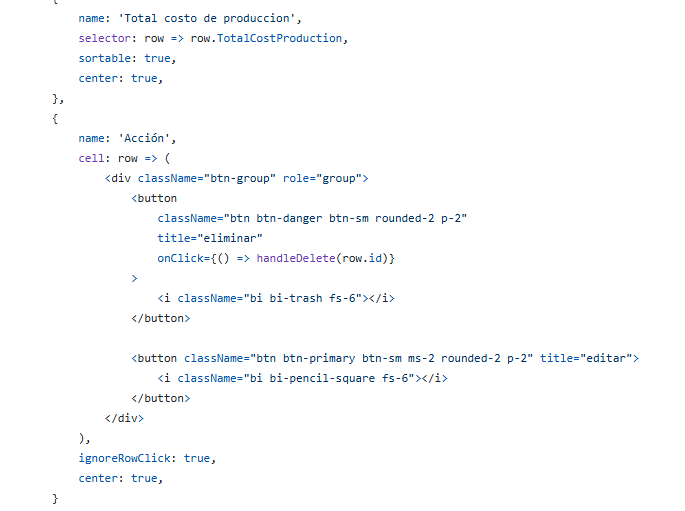 {
name: 'Total costo de produccion',
selector: row => row.TotalCostProduction,
sortable: true,
center: true,
},
{
name: 'Acción',
cell: row => (
<div className="btn-group" role="group">
<button
className="btn btn-danger btn-sm rounded-2 p-2"
title="eliminar"
onClick={() => handleDelete(row.id)}
>
<i className="bi bi-trash fs-6"></i>
</button>
<button className="btn btn-primary btn-sm ms-2 rounded-2 p-2" title="editar">
<i className="bi bi-pencil-square fs-6"></i>
</button>
</div>
),
ignoreRowClick: true,
center: true,
}